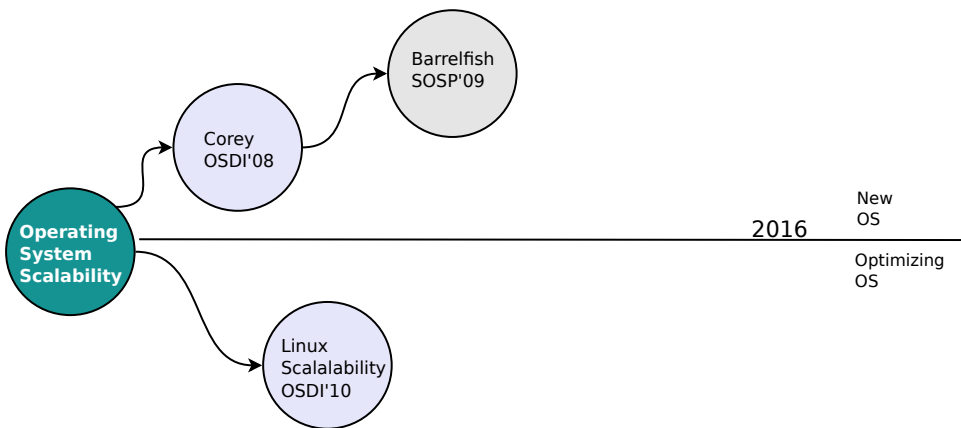 Barrelfish
SOSP'09
Corey
OSDI'08
Operating
System
Scalability
2016
New
OS
Optimizing
OS
Linux
Scalalability
OSDI'10